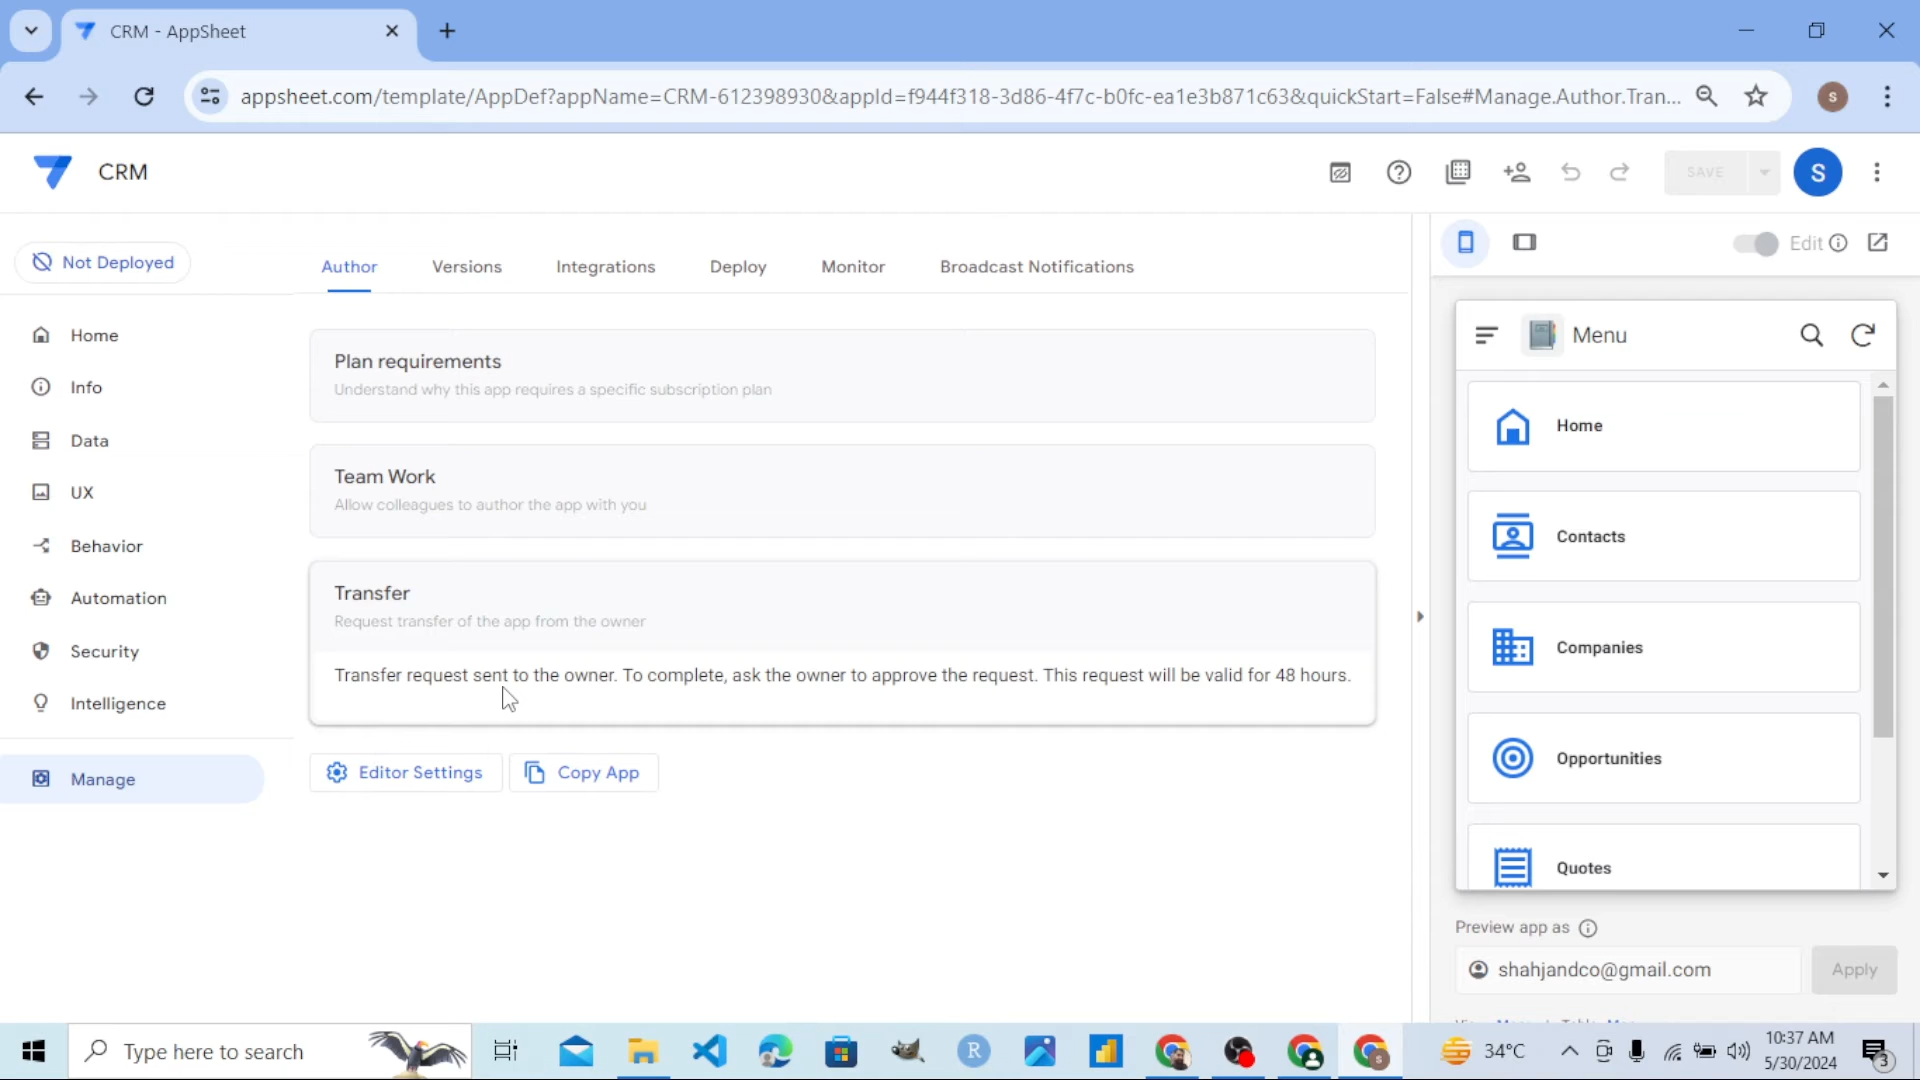 CRM - AppSheet
appsheet.com/template/AppDef?appName=CRM-612398930&appId=f944f318-3d86-4f7c-b0fc-ea1e3b871c63&quickStart=False#Manage.Author.Tran...
s
CRM
SAVE
S
Not Deployed
Author
Versions
Integrations
Deploy
Monitor
Broadcast Notifications
Edit
Home
Info
Data
UX
Behavior
Automation
Security
Intelligence
Manage
Plan requirements
Understand why this app requires a specific subscription plan
Team Work
Allow colleagues to author the app with you
Transfer
Request transfer of the app from the owner
Transfer request sent to the owner. To complete, ask the owner to approve the request. This request will be valid for 48 hours.
Editor Settings
Copy App
Menu
Home
Contacts
Companies
Opportunities
Quotes
Preview app as
shahjandco@gmail.com
Apply
Type here to search
R
s
34°C
10:37 AM
5/30/2024
3